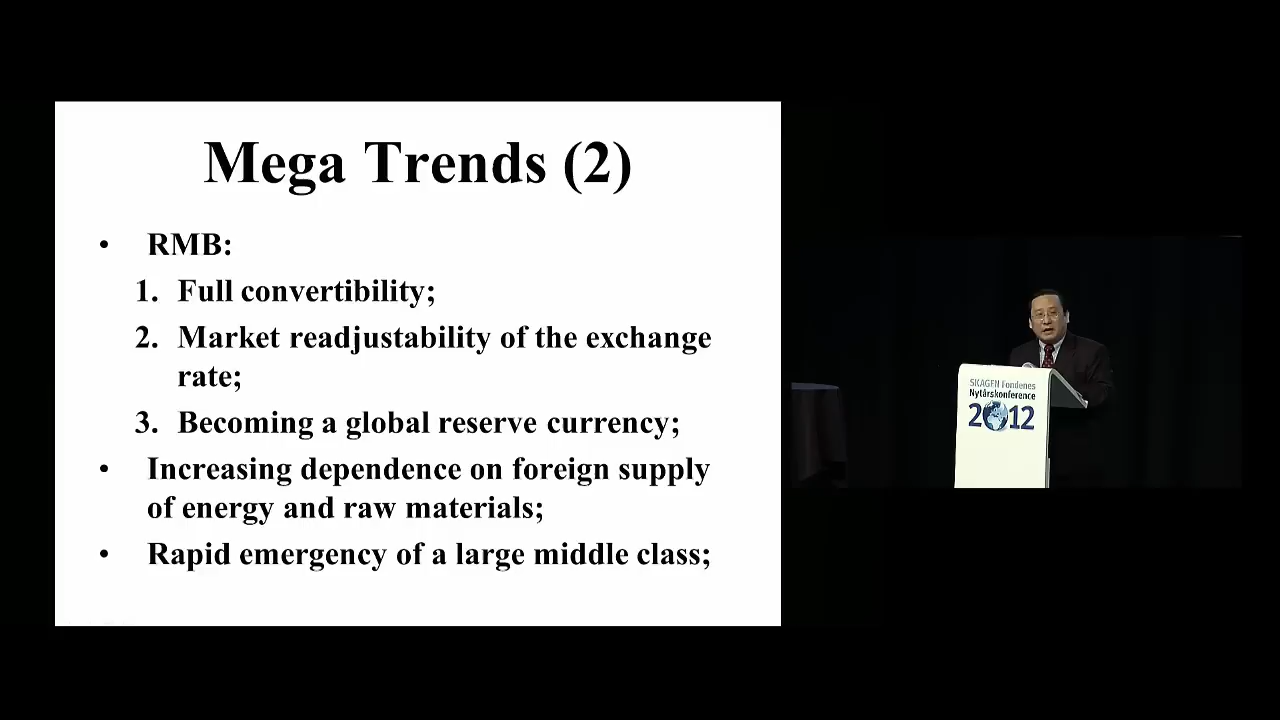 Mega Trends (2)
• RMB:
1. Full convertibility;
2. Market readjustability of the exchange
rate;
3. Becoming a global reserve currency;
• Increasing dependence on foreign supply
of energy and raw materials;
• Rapid emergency of a large middle class;
SKAGEN Fondenes
Nytårskonference
2012